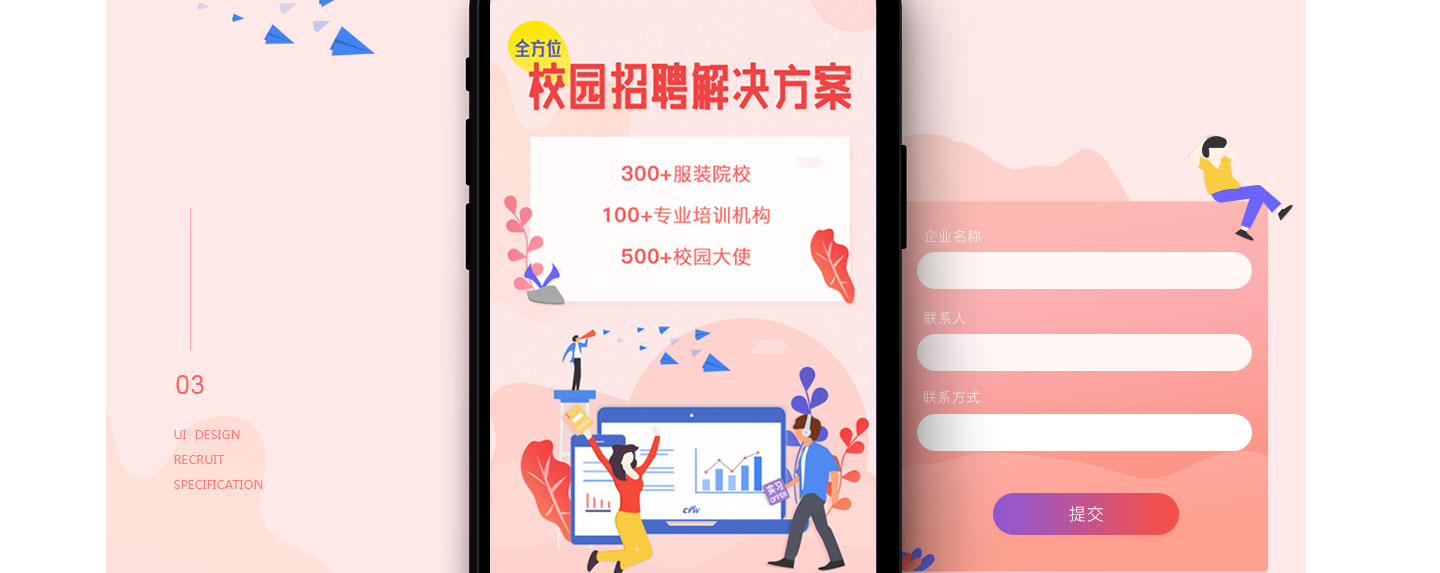 全方位
校园招聘解决方案
300+服装院校
100+专业培训机构
500+校园大使
03
UI DESIGN
RECRUIT
SPECIFICATION
实习
OFFER
CFW
企业名称
联系人
联系方式
提交